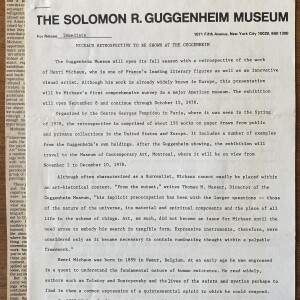 THE SOLOMON R. GUGGENHEIM MUSEUM
For Release: Immediate
1071 Fifth Avenue, New York City 10028, 860 1300
MICHAUX RETROSPECTIVE TO BE SHOWN AT THE GUGGENHEIM
The Guggenheim Museum will open its fall season with a retrospective of the work
of Henri Michaux, who is one of France's leading literary figures as well as an innovative
visual artist. Although his work is already widely known in Europe, this presentation
will be Michaux's first comprehensive survey in a major American museum. The exhibition
will open September 8 and continue through October 15, 1978.
Organized by the Centre Georges Pompidou in Paris, where it was seen in the Spring
of 1978, the retrospective is comprised of about 155 works on paper drawn from public
and private collections in the United States and Europe. It includes a number of examples
from the Guggenheim's own holdings. After the Guggenheim showing, the exhibition will
travel to the Museum of Contemporary Art, Montreal, where it will be on view from
November 2 to December 10, 1978.
Although often characterized as a Surrealist, Michaux cannot easily be placed within
an art-historical context. "From the outset," writes Thomas M. Messer, Director of the
Guggenheim Museum, "his implicit preoccupation has been with the larger questions -- those
of the nature of the universe, its material and spiritual components and the place of all
life in the scheme of things. Art, as such, did not become an issue for Michaux until the
need arose to embody his search in tangible form. Expressive instruments, therefore, were
considered only as it became necessary to contain ruminating thought within a palpable
framework."
Henri Michaux was born in 1899 in Namur, Belgium. At an early age he was engrossed
in a quest to understand the fundamental nature of human existence. He read widely,
authors such as Tolstoy and Dostoevsky and the lives of the saints and mystics perhaps to
find in them a common expression of a quintessential spirit to which he could respond.